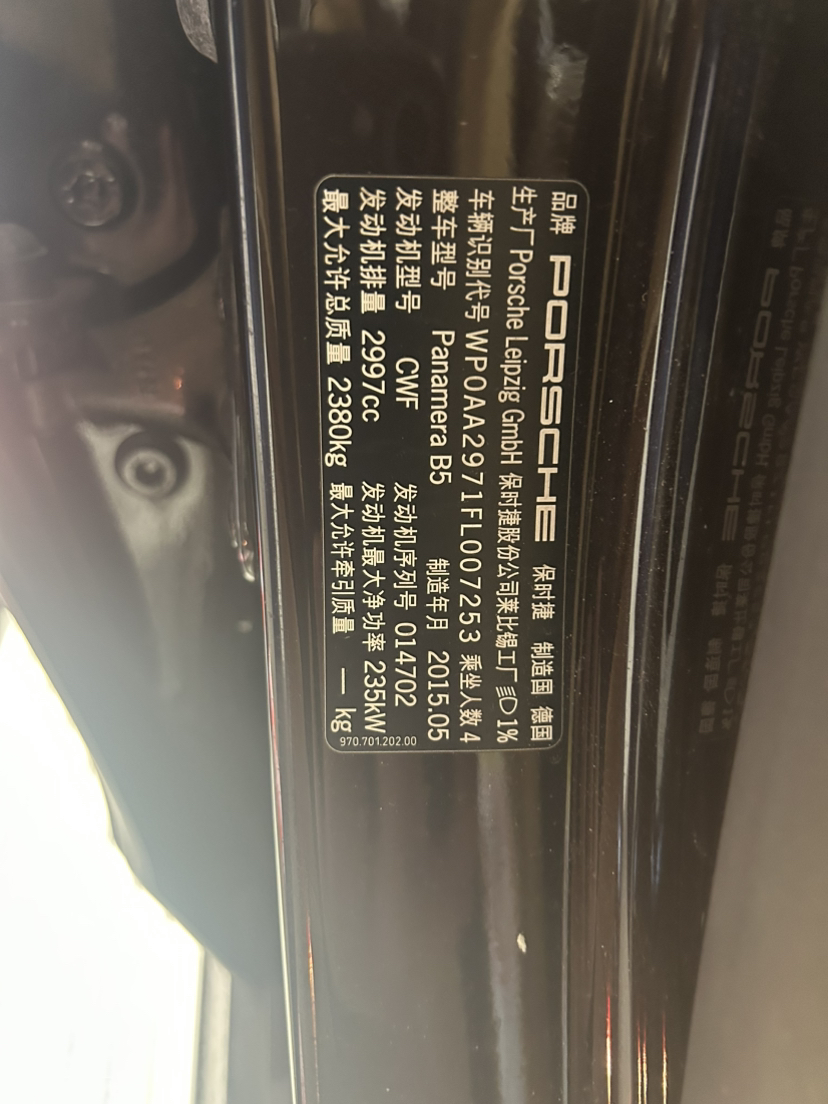 品牌 PORSCHE 保时捷 制造国 德国
生产厂 Porsche Leipzig GmbH 保时捷股份公司莱比锡工厂 1%
车辆识别代号 WP0AA2971FL007253 乘坐人数 4
整车型号 Panamera B5 制造年月 2015.05
发动机型号 CWF 发动机序列号 014702
发动机排量 2997cc 发动机最大净功率 235kW
最大允许总质量 2380kg 最大允许牵引质量 — kg
970.701.202.00